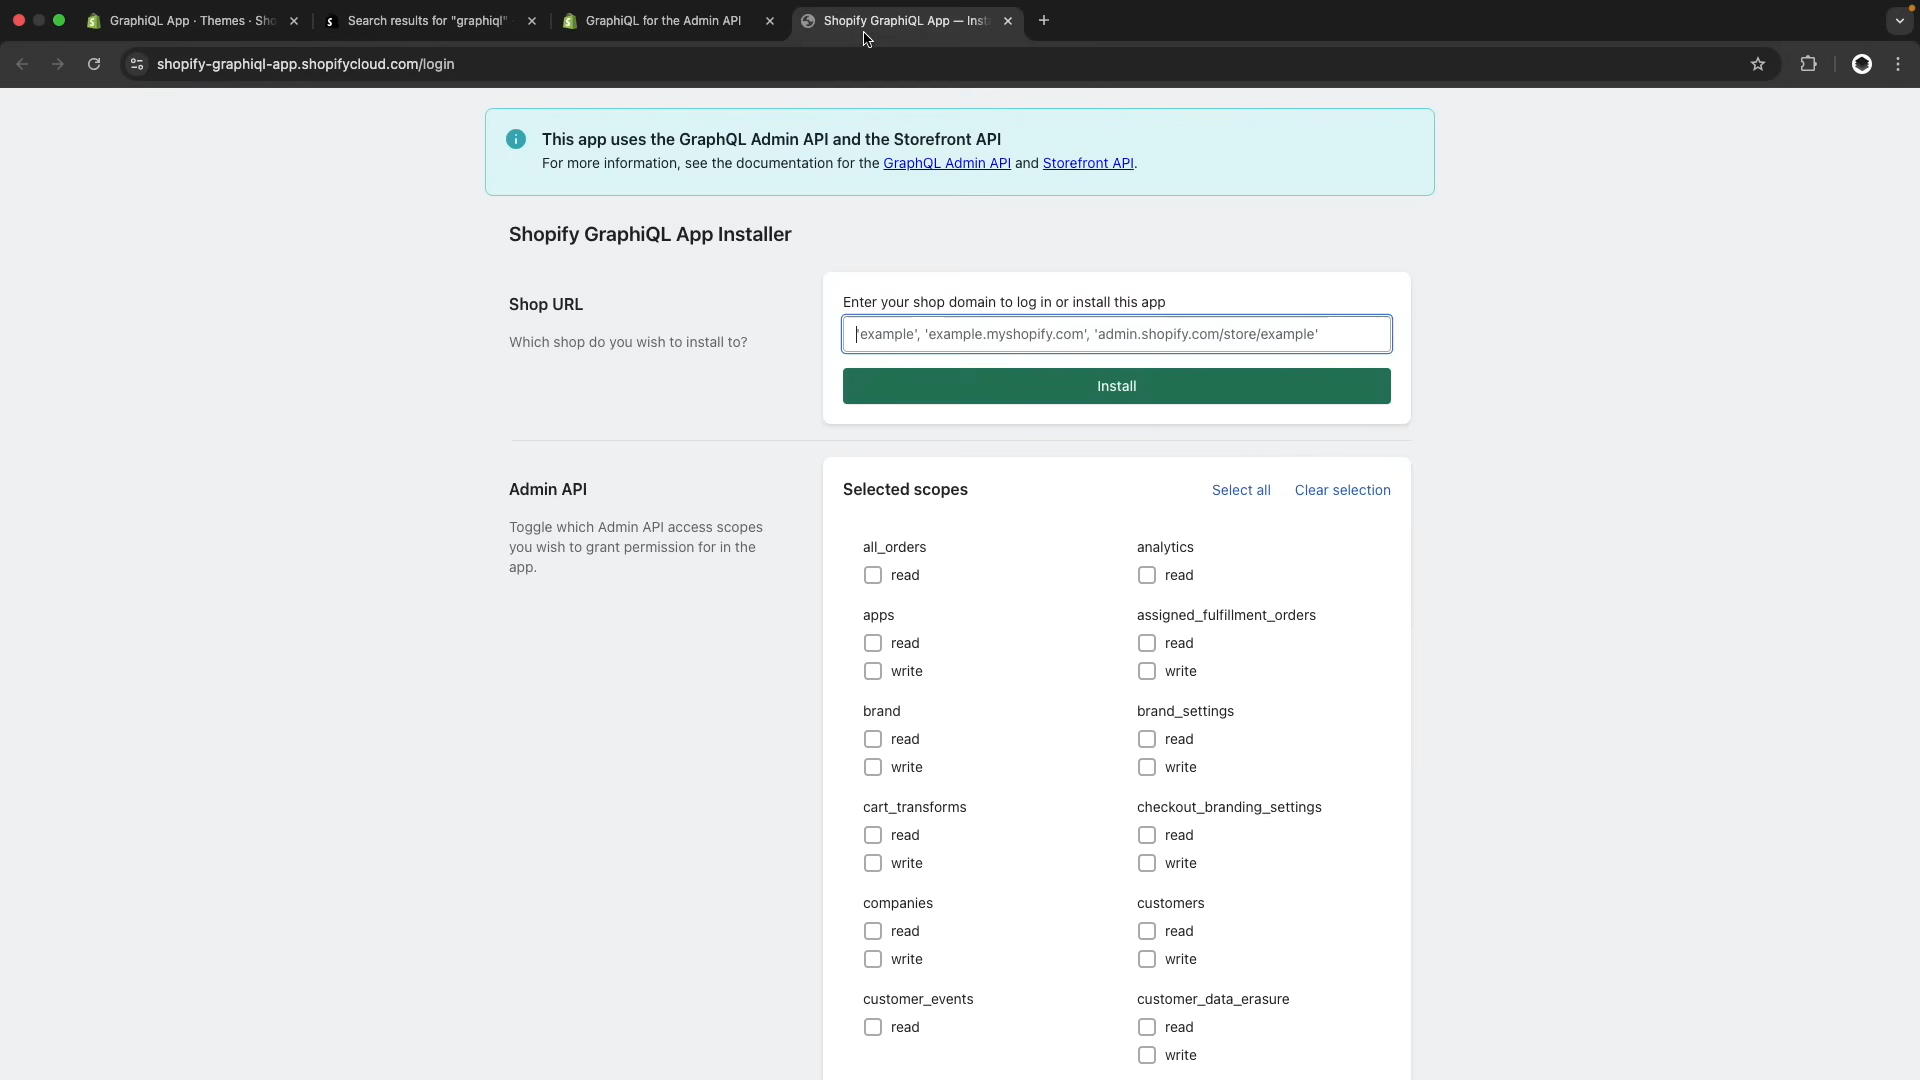 GraphiQL App · Themes · Sho
Search results for "graphiql"
GraphiQL for the Admin API
Shopify GraphiQL App — Insta
shopify-graphiql-app.shopifycloud.com/login
This app uses the GraphQL Admin API and the Storefront API
For more information, see the documentation for the GraphQL Admin API and Storefront API.
Shopify GraphiQL App Installer
Shop URL
Which shop do you wish to install to?
Enter your shop domain to log in or install this app
'example', 'example.myshopify.com', 'admin.shopify.com/store/example'
Install
Admin API
Toggle which Admin API access scopes
you wish to grant permission for in the
app.
Selected scopes
Select all
Clear selection
all_orders
read
analytics
read
apps
read
write
assigned_fulfillment_orders
read
write
brand
read
write
brand_settings
read
write
cart_transforms
read
write
checkout_branding_settings
read
write
companies
read
write
customers
read
write
customer_events
read
customer_data_erasure
read
write